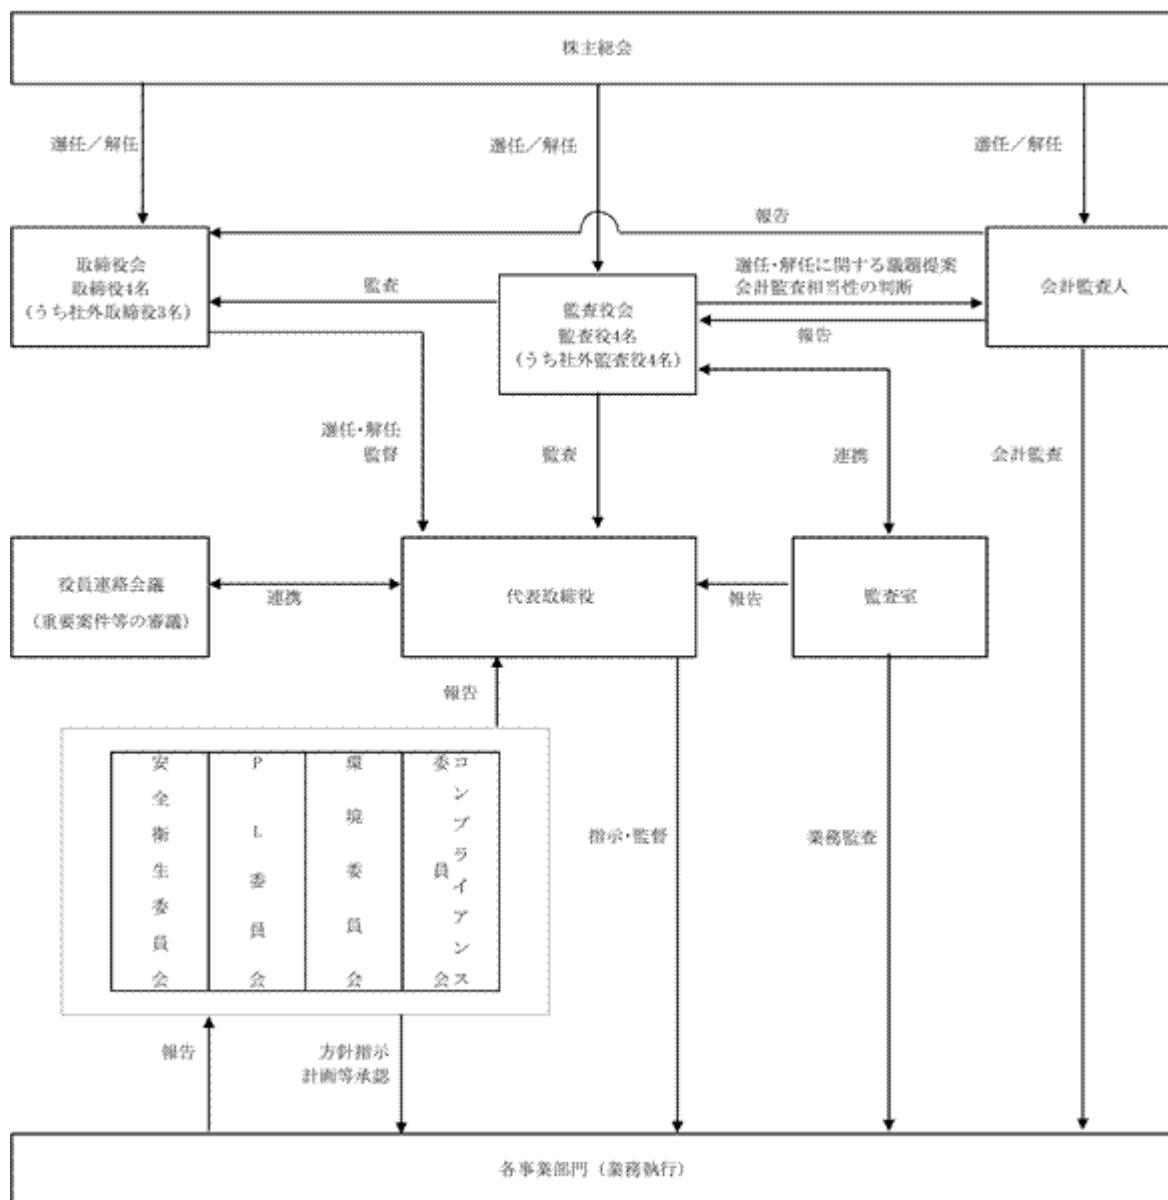 株主総会
選任／解任
選任／解任
選任／解任
報告
取締役会
取締役4名
(うち社外取締役3名)
監査
監査役会
監査役4名
(うち社外監査役4名)
選任・解任に関する議題提案
会計監査相当性の判断
報告
会計監査人
選任・解任
監督
監査
連携
会計監査
役員連絡会議
(重要案件等の審議)
連携
代表取締役
報告
監査室
報告
安全衛生委員会
PL委員会
環境委員会
コンプライアンス
委員会
指示・監督
業務監査
報告
方針指示
計画等承認
各事業部門 (業務執行)